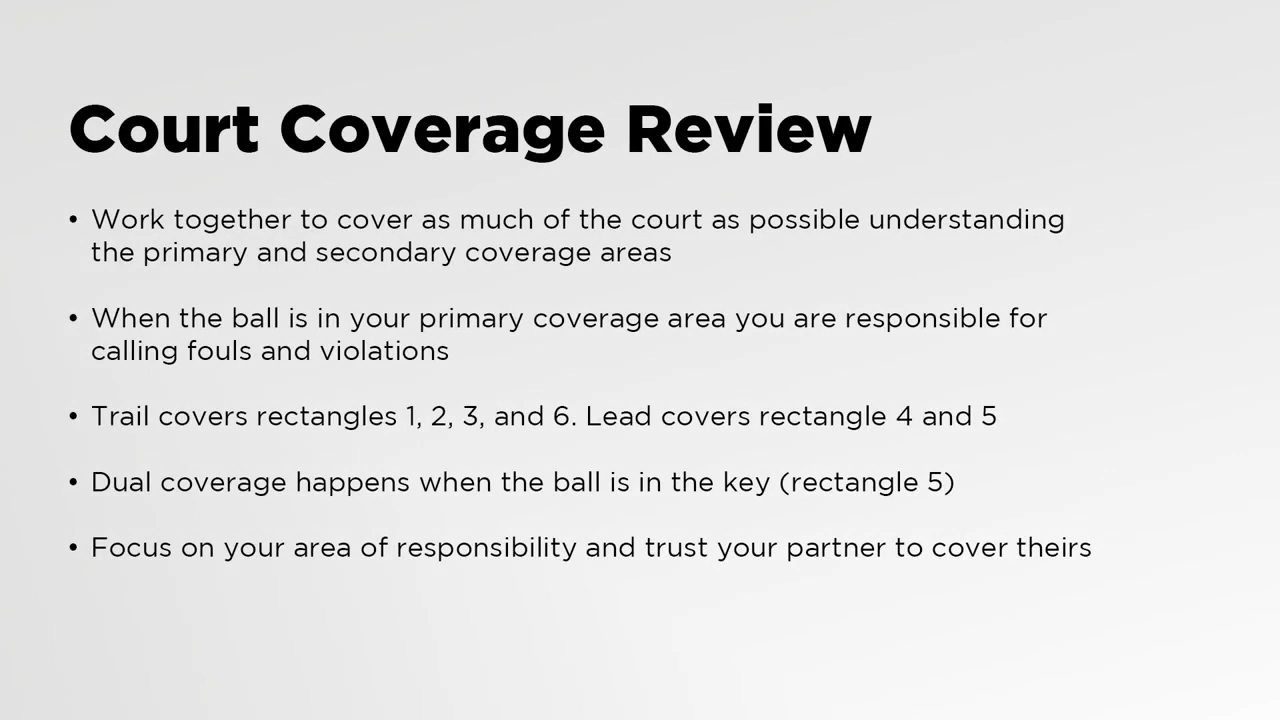 Court Coverage Review
• Work together to cover as much of the court as possible understanding
the primary and secondary coverage areas
• When the ball is in your primary coverage area you are responsible for
calling fouls and violations
• Trail covers rectangles 1, 2, 3, and 6. Lead covers rectangle 4 and 5
• Dual coverage happens when the ball is in the key (rectangle 5)
• Focus on your area of responsibility and trust your partner to cover theirs